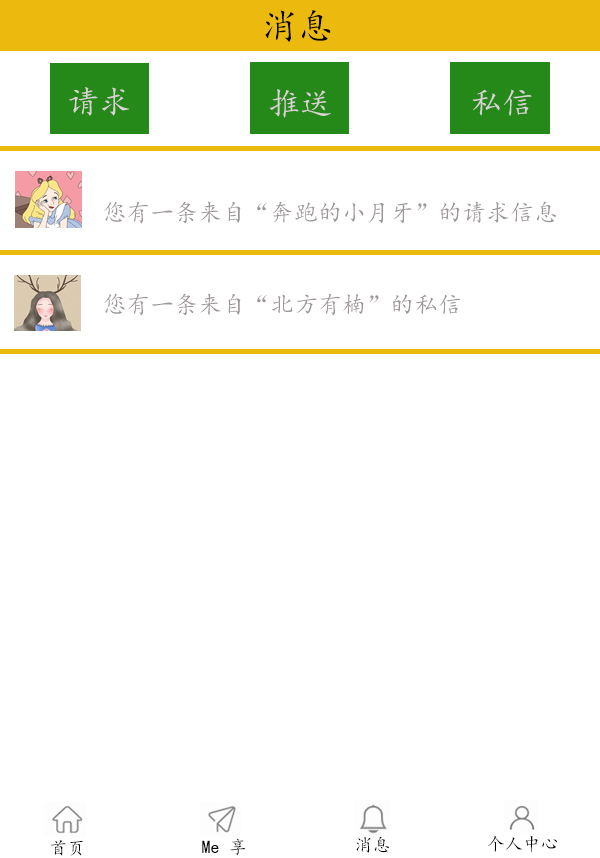 消息
请求 推送 私信
您有一条来自“奔跑的小月牙”的请求信息
您有一条来自“北方有楠”的私信
首页 Me 享 消息 个人中心